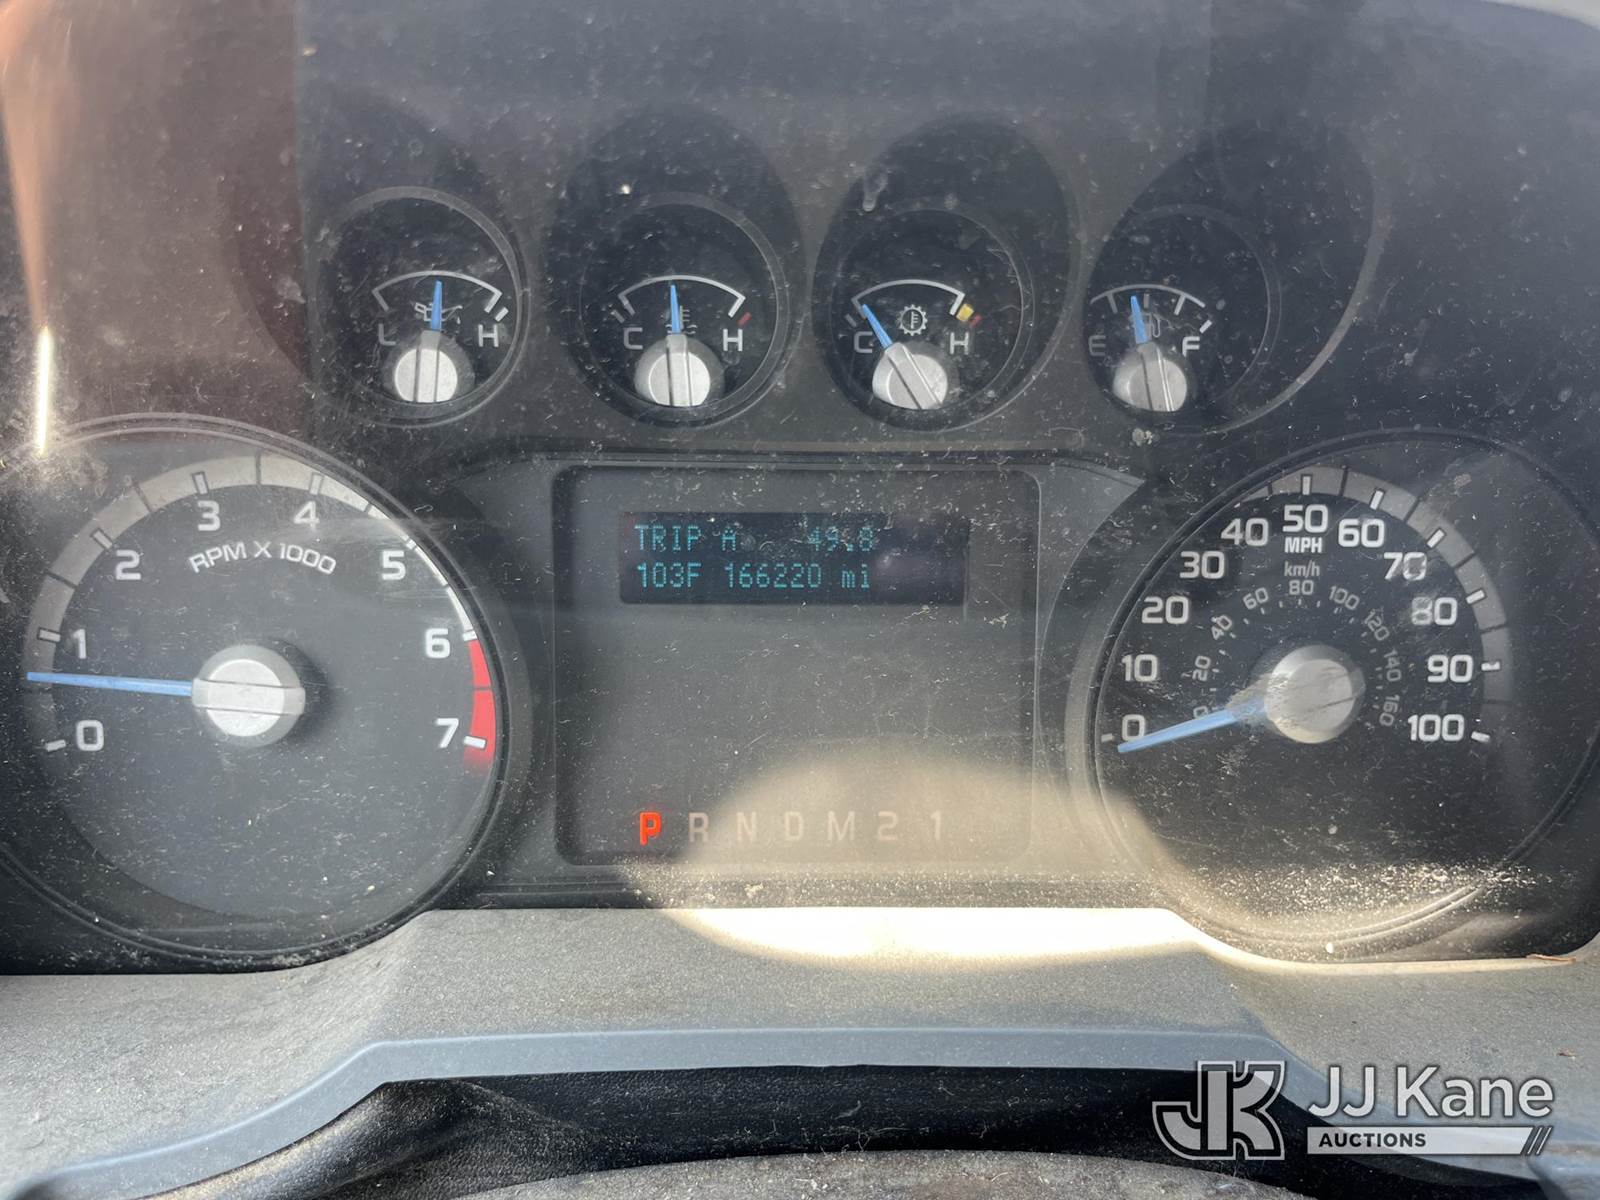 L H
C H
C H
E F
0 1 2 3 4 5 6 7
RPM X 1000
TRIP A 49.8
103F 166220 mi
P R N D M 2 1
0 10 20 30 40 50 60 70 80 90 100
MPH
km/h
0 20 40 60 80 100 120 140 160
JK JJ Kane
AUCTIONS